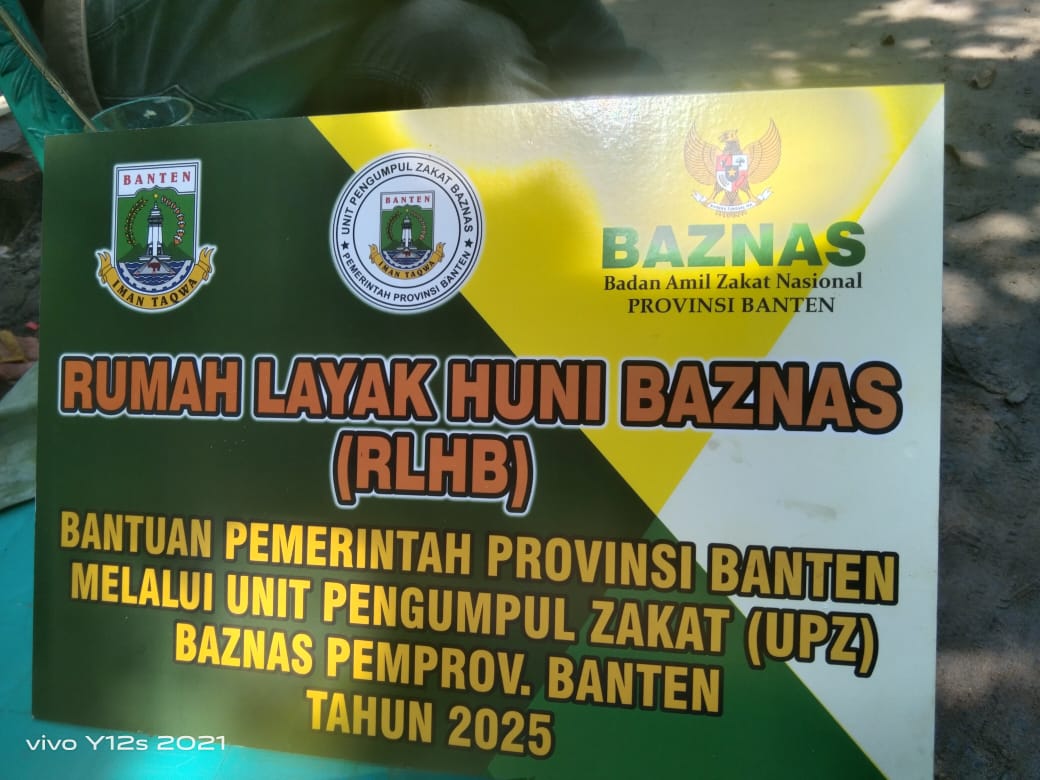 BANTEN
IMAN TAQWA
UNIT PENGUMPUL ZAKAT BAZNAS
BANTEN
IMAN TAQWA
★ PEMERINTAH PROVINSI BANTEN ★
BAZNAS
Badan Amil Zakat Nasional
PROVINSI BANTEN
RUMAH LAYAK HUNI BAZNAS
(RLHB)
BANTUAN PEMERINTAH PROVINSI BANTEN
MELALUI UNIT PENGUMPUL ZAKAT (UPZ)
BAZNAS PEMPROV. BANTEN
TAHUN 2025
vivo Y12s 2021